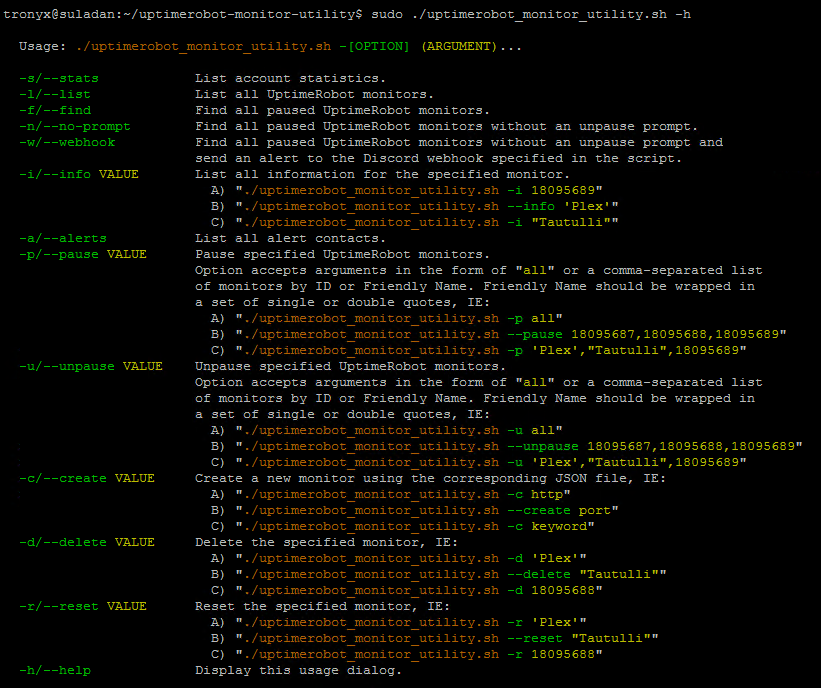 tronyx@suladan:~/uptimerobot-monitor-utility$ sudo ./uptimerobot_monitor_utility.sh -h
Usage: ./uptimerobot_monitor_utility.sh -[OPTION] (ARGUMENT)...
-s/--stats List account statistics.
-l/--list List all UptimeRobot monitors.
-f/--find Find all paused UptimeRobot monitors.
-n/--no-prompt Find all paused UptimeRobot monitors without an unpause prompt.
-w/--webhook Find all paused UptimeRobot monitors without an unpause prompt and
send an alert to the Discord webhook specified in the script.
-i/--info VALUE List all information for the specified monitor.
A) "./uptimerobot_monitor_utility.sh -i 18095689"
B) "./uptimerobot_monitor_utility.sh --info 'Plex'"
C) "./uptimerobot_monitor_utility.sh -i "Tautulli""
-a/--alerts List all alert contacts.
-p/--pause VALUE Pause specified UptimeRobot monitors.
Option accepts arguments in the form of "all" or a comma-separated list
of monitors by ID or Friendly Name. Friendly Name should be wrapped in
a set of single or double quotes, IE:
A) "./uptimerobot_monitor_utility.sh -p all"
B) "./uptimerobot_monitor_utility.sh --pause 18095687,18095688,18095689"
C) "./uptimerobot_monitor_utility.sh -p 'Plex',"Tautulli",18095689"
-u/--unpause VALUE Unpause specified UptimeRobot monitors.
Option accepts arguments in the form of "all" or a comma-separated list
of monitors by ID or Friendly Name. Friendly Name should be wrapped in
a set of single or double quotes, IE:
A) "./uptimerobot_monitor_utility.sh -u all"
B) "./uptimerobot_monitor_utility.sh --unpause 18095687,18095688,18095689"
C) "./uptimerobot_monitor_utility.sh -u 'Plex',"Tautulli",18095689"
-c/--create VALUE Create a new monitor using the corresponding JSON file, IE:
A) "./uptimerobot_monitor_utility.sh -c http"
B) "./uptimerobot_monitor_utility.sh --create port"
C) "./uptimerobot_monitor_utility.sh -c keyword"
-d/--delete VALUE Delete the specified monitor, IE:
A) "./uptimerobot_monitor_utility.sh -d 'Plex'"
B) "./uptimerobot_monitor_utility.sh --delete "Tautulli""
C) "./uptimerobot_monitor_utility.sh -d 18095688"
-r/--reset VALUE Reset the specified monitor, IE:
A) "./uptimerobot_monitor_utility.sh -r 'Plex'"
B) "./uptimerobot_monitor_utility.sh --reset "Tautulli""
C) "./uptimerobot_monitor_utility.sh -r 18095688"
-h/--help Display this usage dialog.